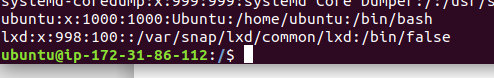 systemd-coredump:x:999:999:systemd Core Dumper:/:/usr/s
ubuntu:x:1000:1000:Ubuntu:/home/ubuntu:/bin/bash
lxd:x:998:100::/var/snap/lxd/common/lxd:/bin/false
ubuntu@ip-172-31-86-112:/$